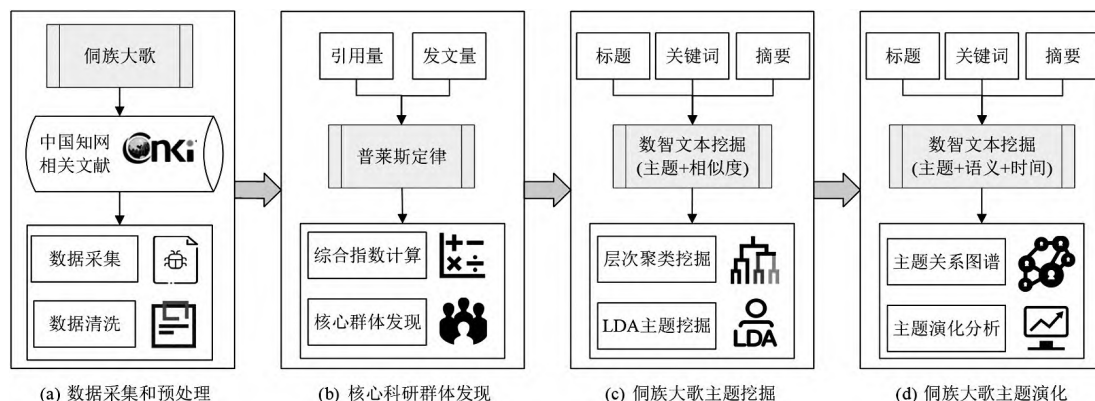 侗族大歌
中国知网
相关文献
CNKi
数据采集
数据清洗
(a) 数据采集和预处理
引用量
发文量
普莱斯定律
综合指数计算
核心群体发现
(b) 核心科研群体发现
标题
关键词
摘要
数智文本挖掘
(主题+相似度)
层次聚类挖掘
LDA主题挖掘
LDA
(c) 侗族大歌主题挖掘
标题
关键词
摘要
数智文本挖掘
(主题+语义+时间)
主题关系图谱
主题演化分析
(d) 侗族大歌主题演化